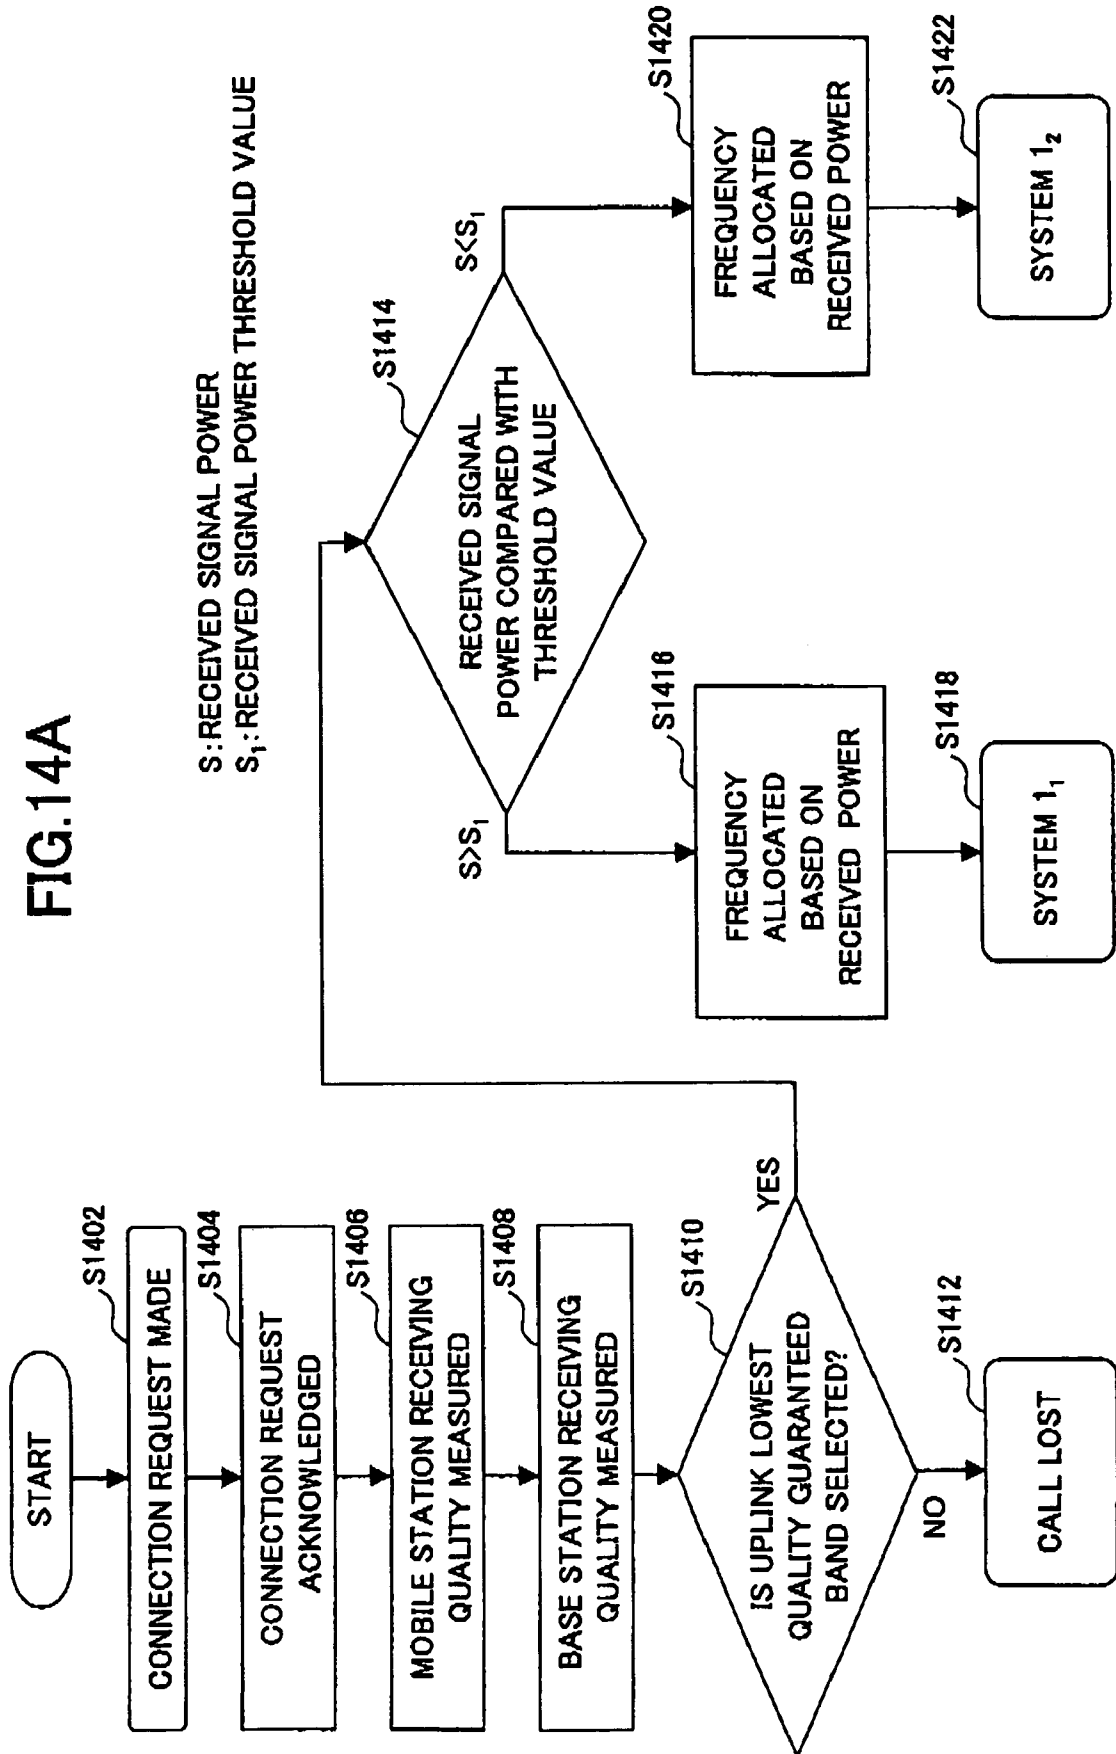 FIG.14A
S:RECEIVED SIGNAL POWER
S₁:RECEIVED SIGNAL POWER THRESHOLD VALUE
START
CONNECTION REQUEST MADE
S1402
CONNECTION REQUEST
ACKNOWLEDGED
S1404
MOBILE STATION RECEIVING
QUALITY MEASURED
S1406
BASE STATION RECEIVING
QUALITY MEASURED
S1408
IS UPLINK LOWEST
QUALITY GUARANTEED
BAND SELECTED?
S1410
YES
NO
CALL LOST
S1412
RECEIVED SIGNAL
POWER COMPARED WITH
THRESHOLD VALUE
S1414
S>S₁
S<S₁
FREQUENCY
ALLOCATED
BASED ON
RECEIVED POWER
S1416
SYSTEM 1₁
S1418
FREQUENCY
ALLOCATED
BASED ON
RECEIVED POWER
S1420
SYSTEM 1₂
S1422